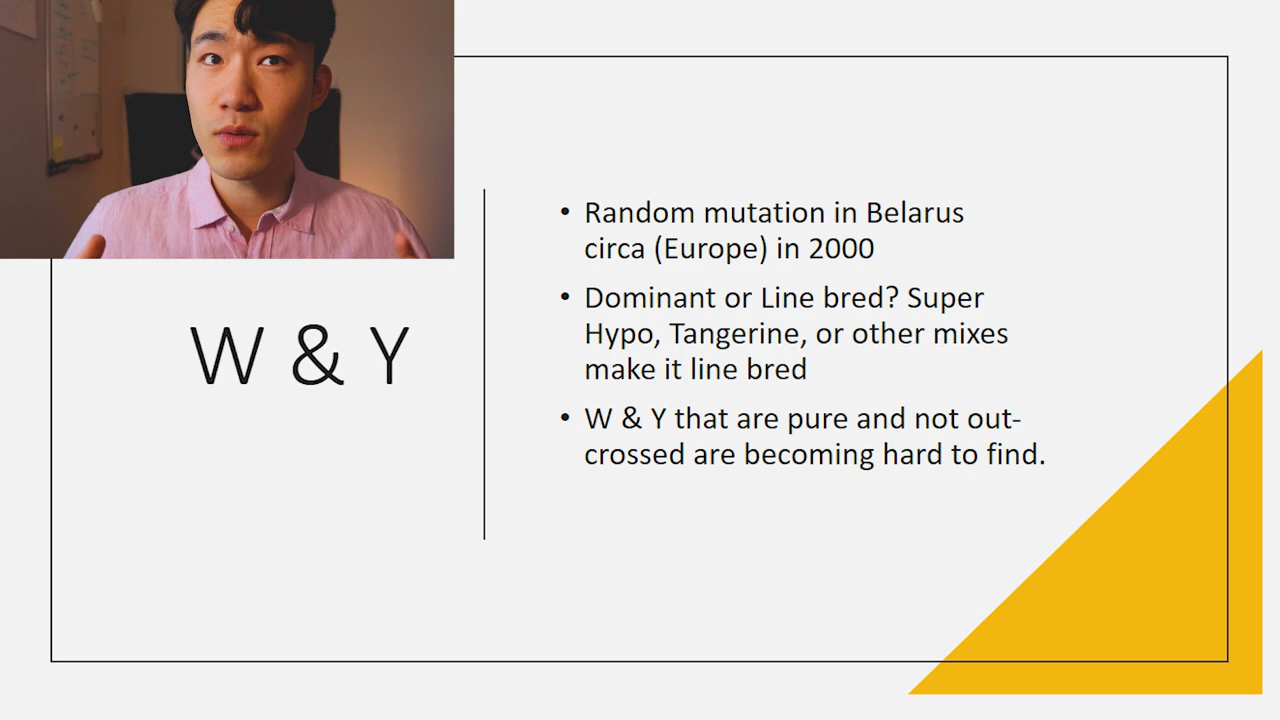 W & Y
• Random mutation in Belarus
circa (Europe) in 2000
• Dominant or Line bred? Super
Hypo, Tangerine, or other mixes
make it line bred
• W & Y that are pure and not out-
crossed are becoming hard to find.